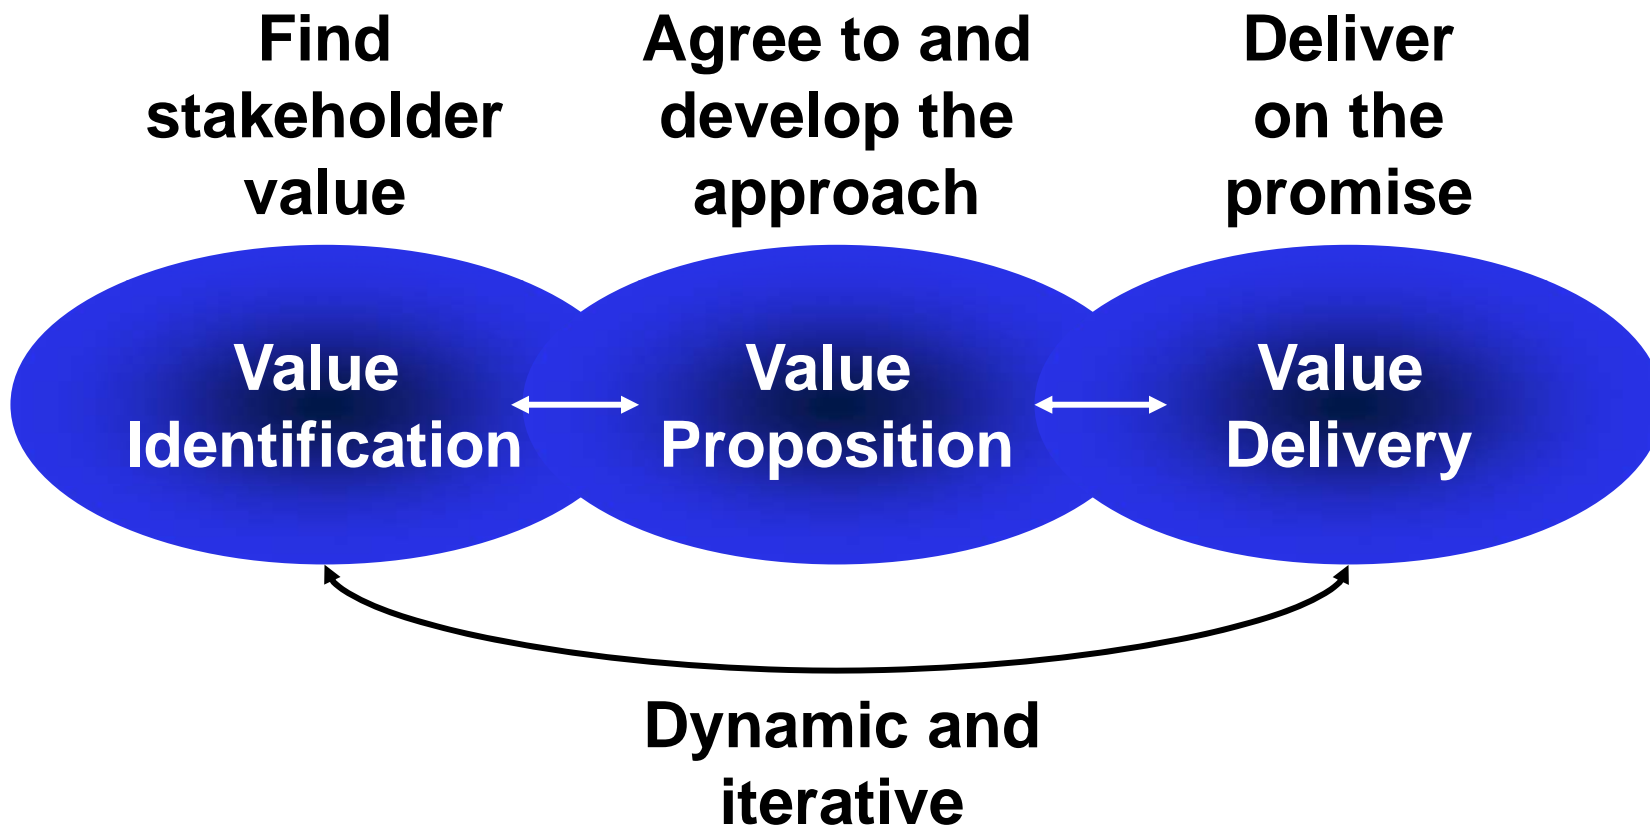 Find
stakeholder
value
Agree to and
develop the
approach
Deliver
on the
promise
Value
Identification
Value
Proposition
Value
Delivery
Dynamic and
iterative